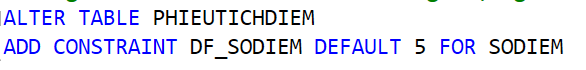 ALTER TABLE PHIEUTICHDIEM
ADD CONSTRAINT DF_SODIEM DEFAULT 5 FOR SODIEM